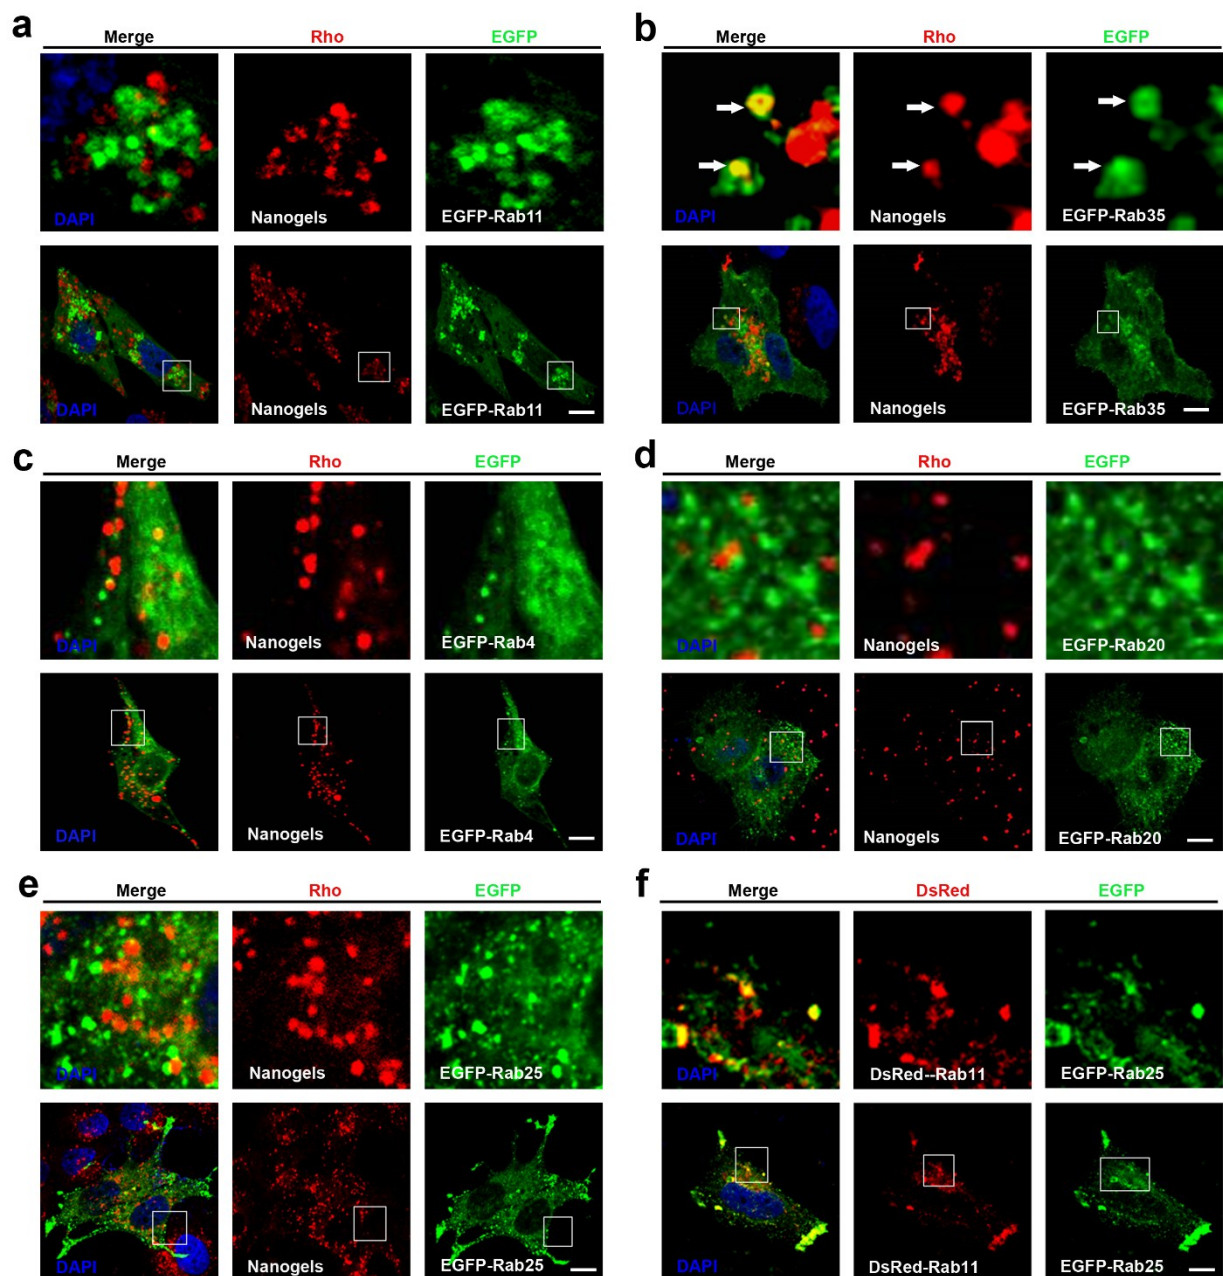 a
Merge Rho EGFP
DAPI Nanogels EGFP-Rab11
DAPI Nanogels EGFP-Rab11
b
Merge Rho EGFP
DAPI Nanogels EGFP-Rab35
DAPI Nanogels EGFP-Rab35
c
Merge Rho EGFP
DAPI Nanogels EGFP-Rab4
DAPI Nanogels EGFP-Rab4
d
Merge Rho EGFP
DAPI Nanogels EGFP-Rab20
DAPI Nanogels EGFP-Rab20
e
Merge Rho EGFP
DAPI Nanogels EGFP-Rab25
DAPI Nanogels EGFP-Rab25
f
Merge DsRed EGFP
DAPI DsRed--Rab11 EGFP-Rab25
DAPI DsRed-Rab11 EGFP-Rab25